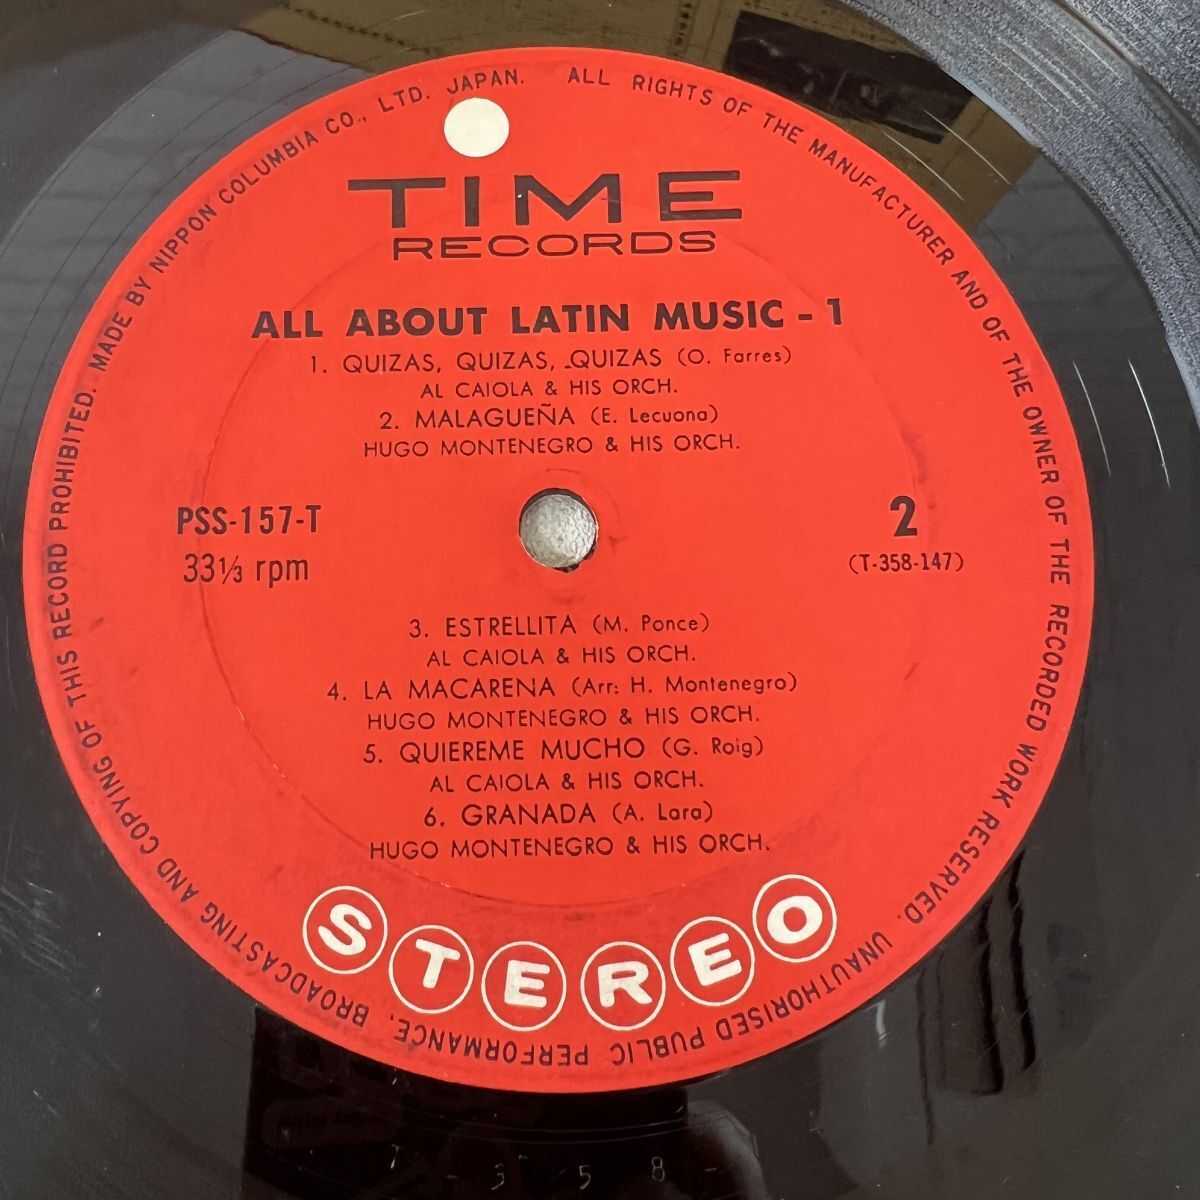 TIME
RECORDS
ALL ABOUT LATIN MUSIC - 1
1. QUIZAS, QUIZAS, QUIZAS (O. Farres)
AL CAIOLA & HIS ORCH.
2. MALAGUEÑA (E. Lecuona)
HUGO MONTENEGRO & HIS ORCH.
PSS-157-T
33⅓ rpm
2
(T-358-147)
3. ESTRELLITA (M. Ponce)
AL CAIOLA & HIS ORCH.
4. LA MACARENA (Arr: H. Montenegro)
HUGO MONTENEGRO & HIS ORCH.
5. QUIEREME MUCHO (G. Roig)
AL CAIOLA & HIS ORCH.
6. GRANADA (A. Lara)
HUGO MONTENEGRO & HIS ORCH.
STEREO
MADE BY NIPPON COLUMBIA CO., LTD. JAPAN. ALL RIGHTS OF THE MANUFACTURER AND OF THE OWNER OF THE RECORDED WORK RESERVED. UNAUTHORISED PUBLIC PERFORMANCE, BROADCASTING AND COPYING OF THIS RECORD PROHIBITED.
T-358-